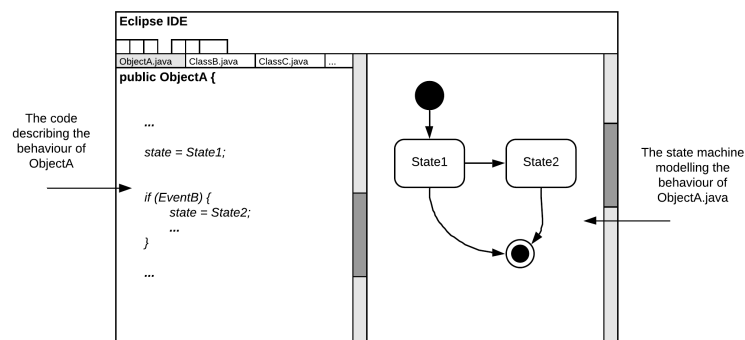 Eclipse IDE
ObjectA.java
ClassB.java
ClassC.java
...
public ObjectA {
...
state = State1;
if (EventB) {
state = State2;
...
}
...
The code
describing the
behaviour of
ObjectA
State1
State2
The state machine
modelling the
behaviour of
ObjectA.java